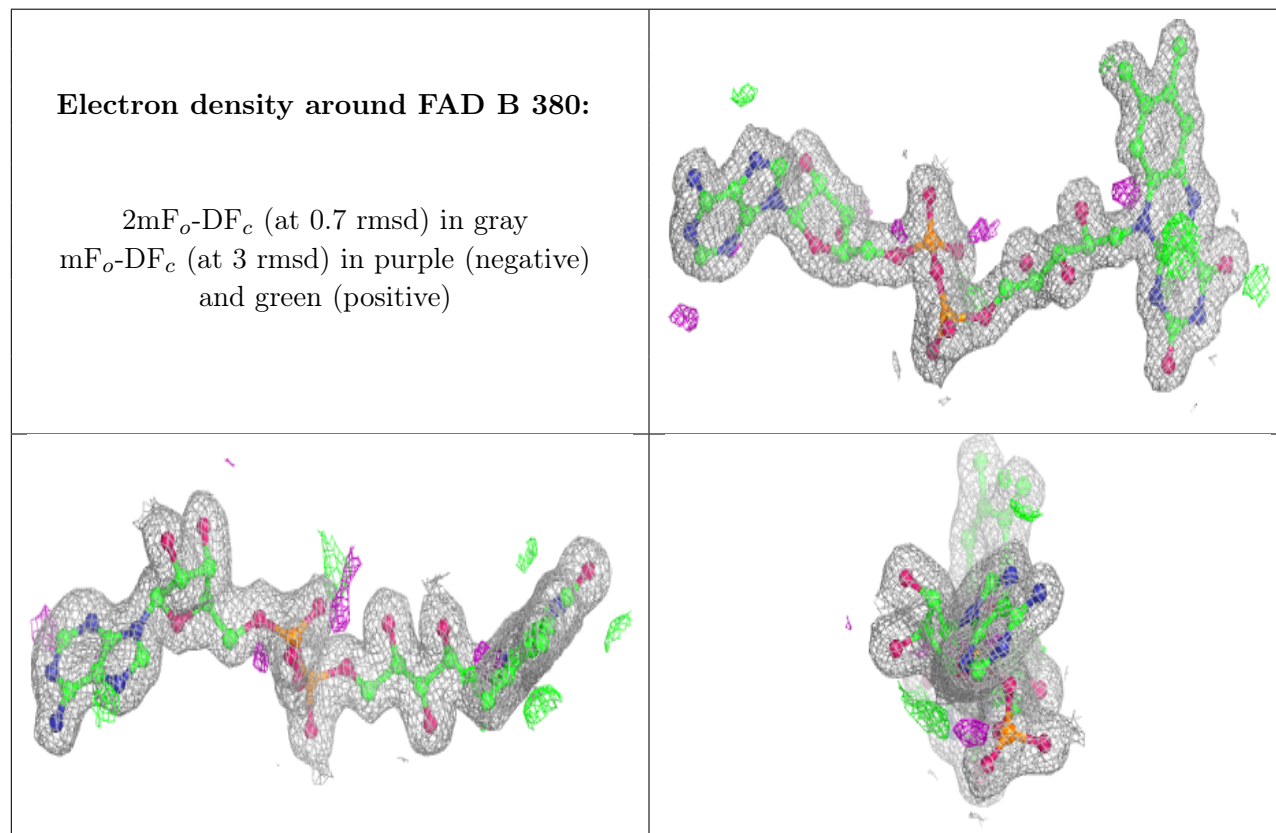 Electron density around FAD B 380:
2mFo-DFc (at 0.7 rmsd) in gray
mFo-DFc (at 3 rmsd) in purple (negative)
and green (positive)